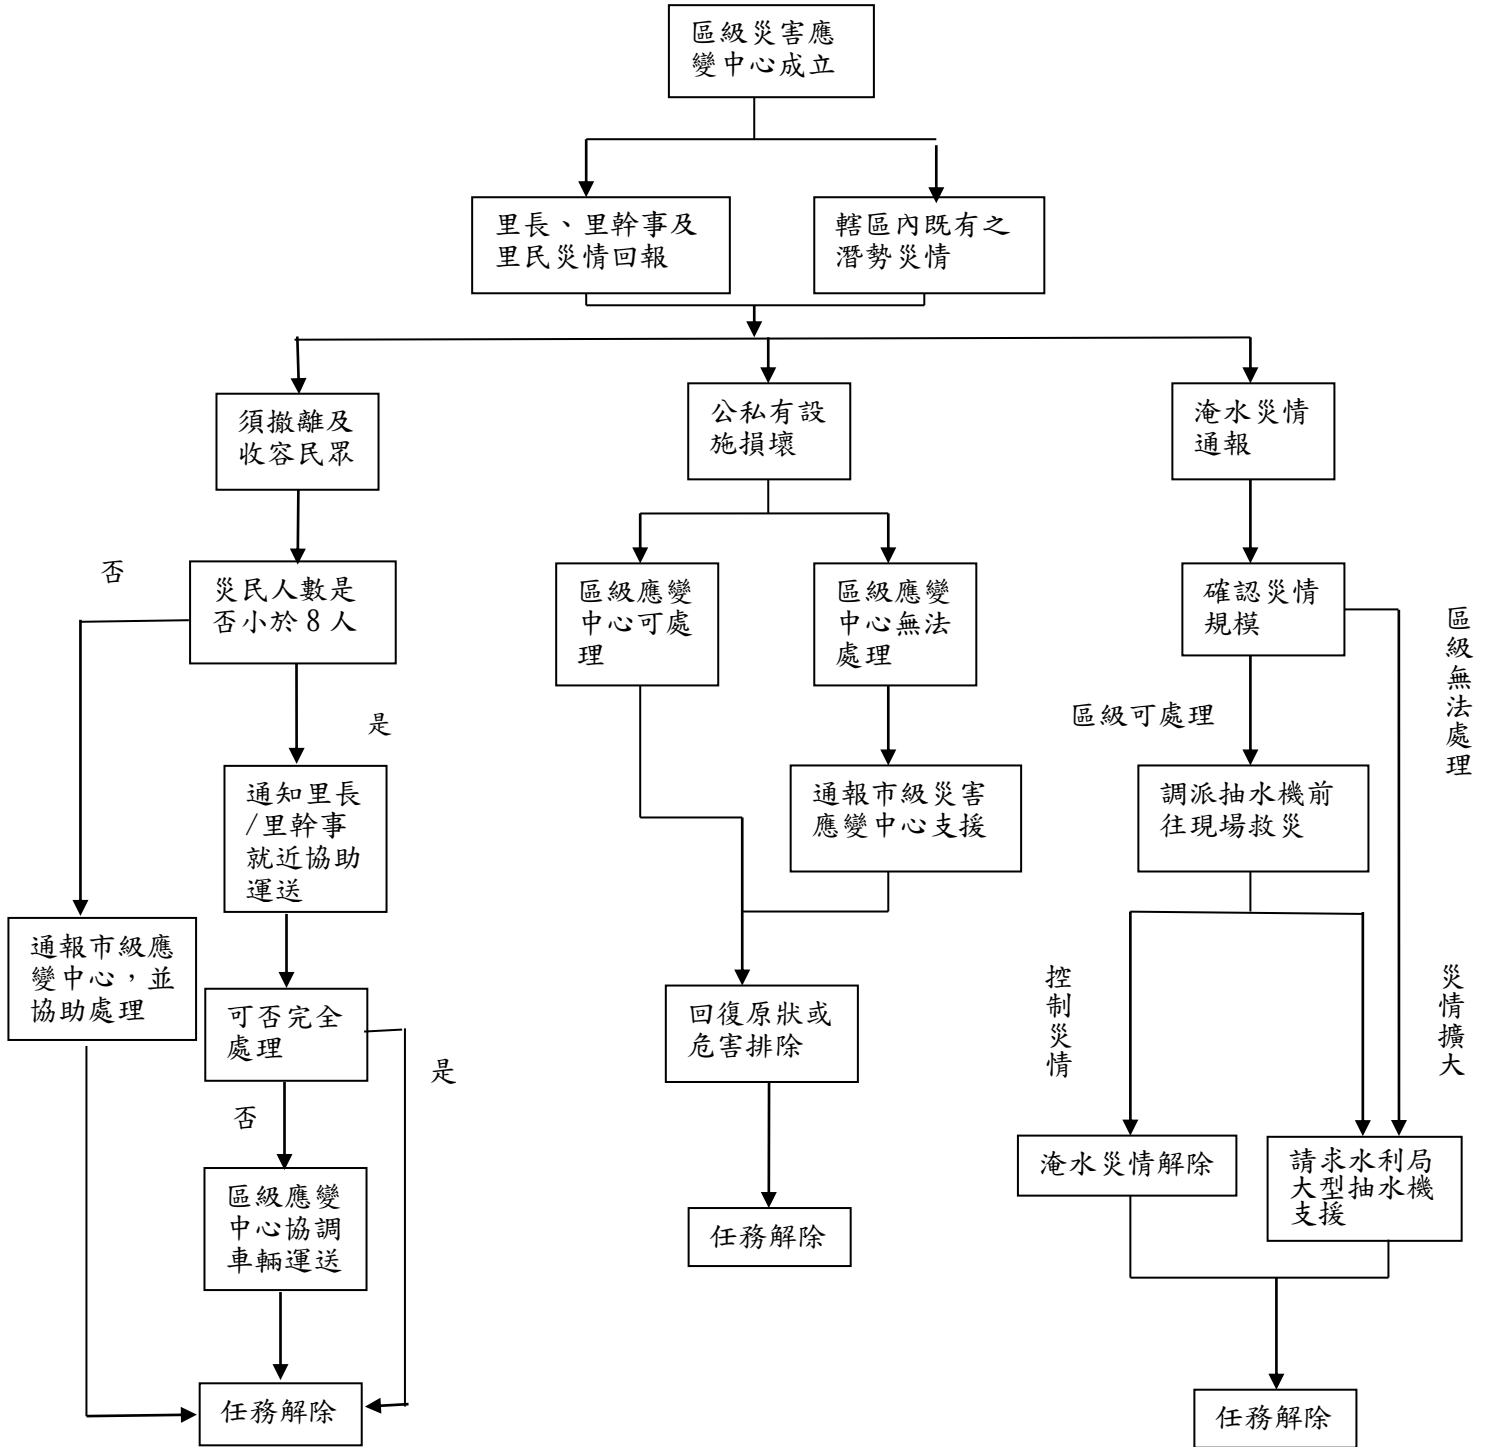 區級災害應
變中心成立
里長、里幹事及
里民災情回報
轄區內既有之
潛勢災情
須撤離及
收容民眾
公私有設
施損壞
淹水災情
通報
否
災民人數是
否小於8人
區級應變
中心可處
理
區級應變
中心無法
處理
確認災情
規模
區級無法處理
是
區級可處理
通知里長
/里幹事
就近協助
運送
通報市級災害
應變中心支援
調派抽水機前
往現場救災
通報市級應
變中心，並
協助處理
可否完全
處理
是
否
回復原狀或
危害排除
控制災情
災情擴大
區級應變
中心協調
車輛運送
任務解除
淹水災情解除
請求水利局
大型抽水機
支援
任務解除
任務解除